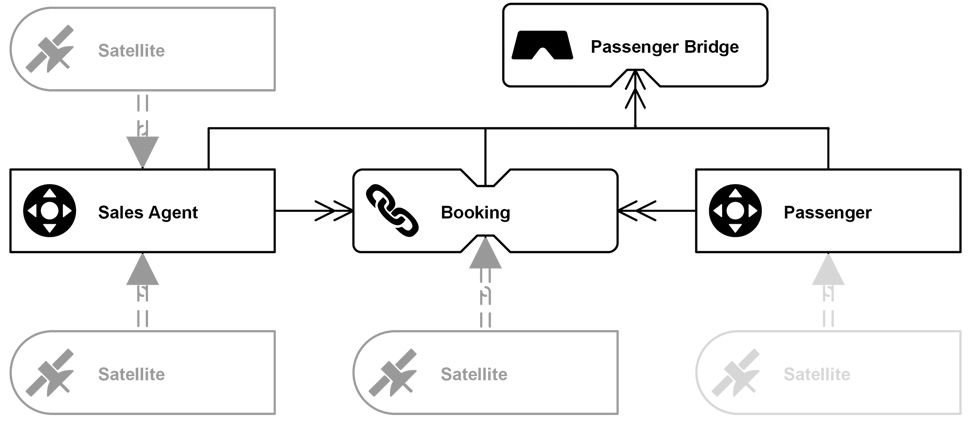 Satellite
Passenger Bridge
Sales Agent
Booking
Passenger
Satellite
Satellite
Satellite